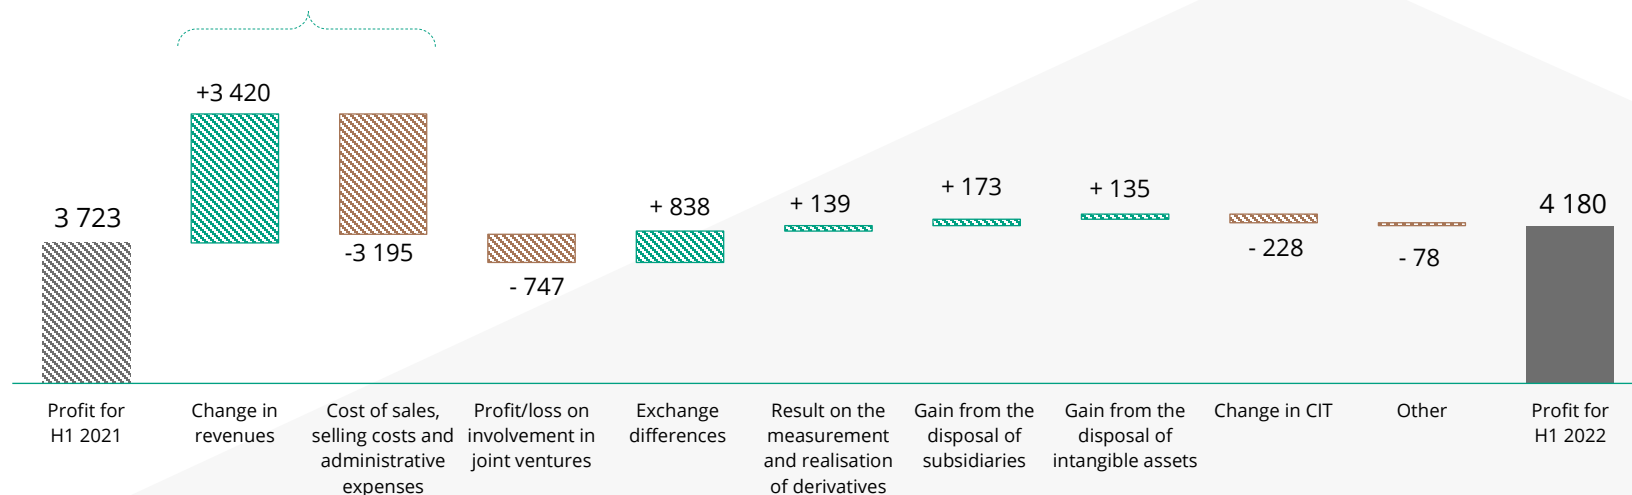 +3 420
-3 195
3 723
- 747
+ 838
+ 139
+ 173
+ 135
- 228
- 78
4 180
Profit for
H1 2021
Change in
revenues
Cost of sales,
selling costs and
administrative
expenses
Profit/loss on
involvement in
joint ventures
Exchange
differences
Result on the
measurement
and realisation
of derivatives
Gain from the
disposal of
subsidiaries
Gain from the
disposal of
intangible assets
Change in CIT
Other
Profit for
H1 2022